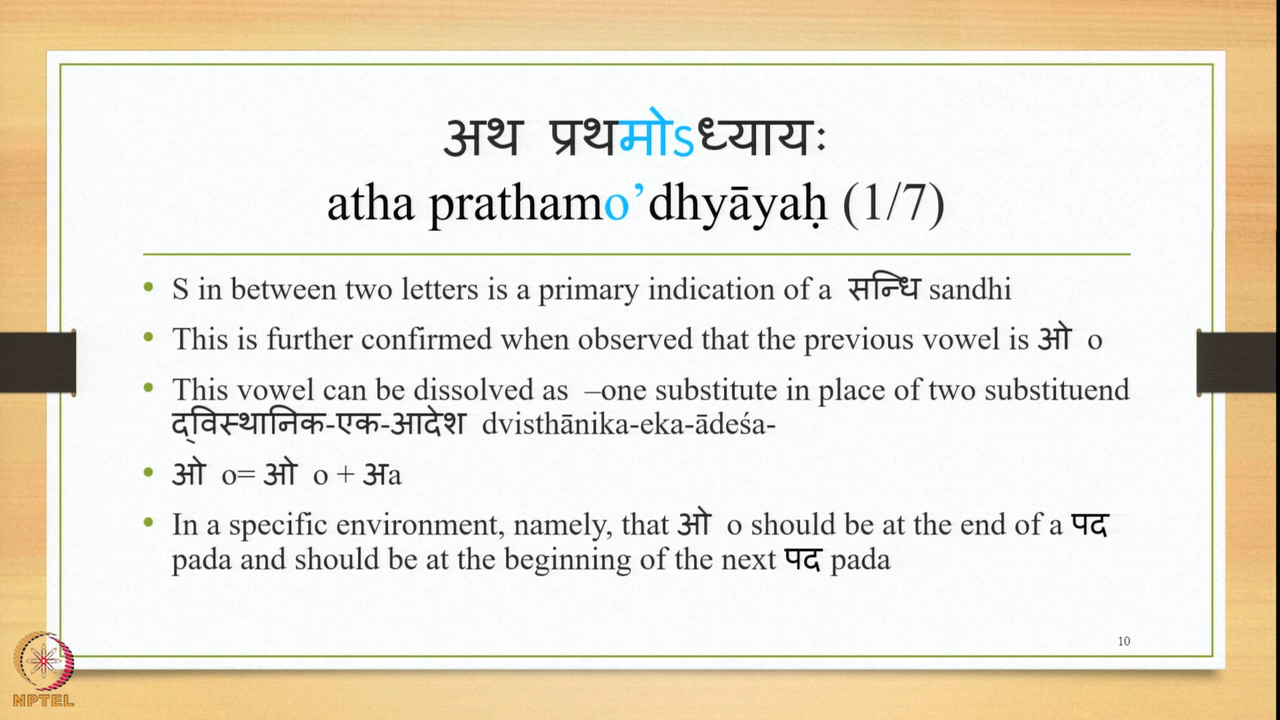 अथ प्रथमोऽध्यायः
atha prathamo’dhyāyaḥ (1/7)
• S in between two letters is a primary indication of a सन्धि sandhi
• This is further confirmed when observed that the previous vowel is ओ o
• This vowel can be dissolved as –one substitute in place of two substituend
द्विस्थानिक-एक-आदेश dvisthānika-eka-ādeśa-
• ओ o= ओ o + अa
• In a specific environment, namely, that ओ o should be at the end of a पद
pada and should be at the beginning of the next पद pada
10
NPTEL